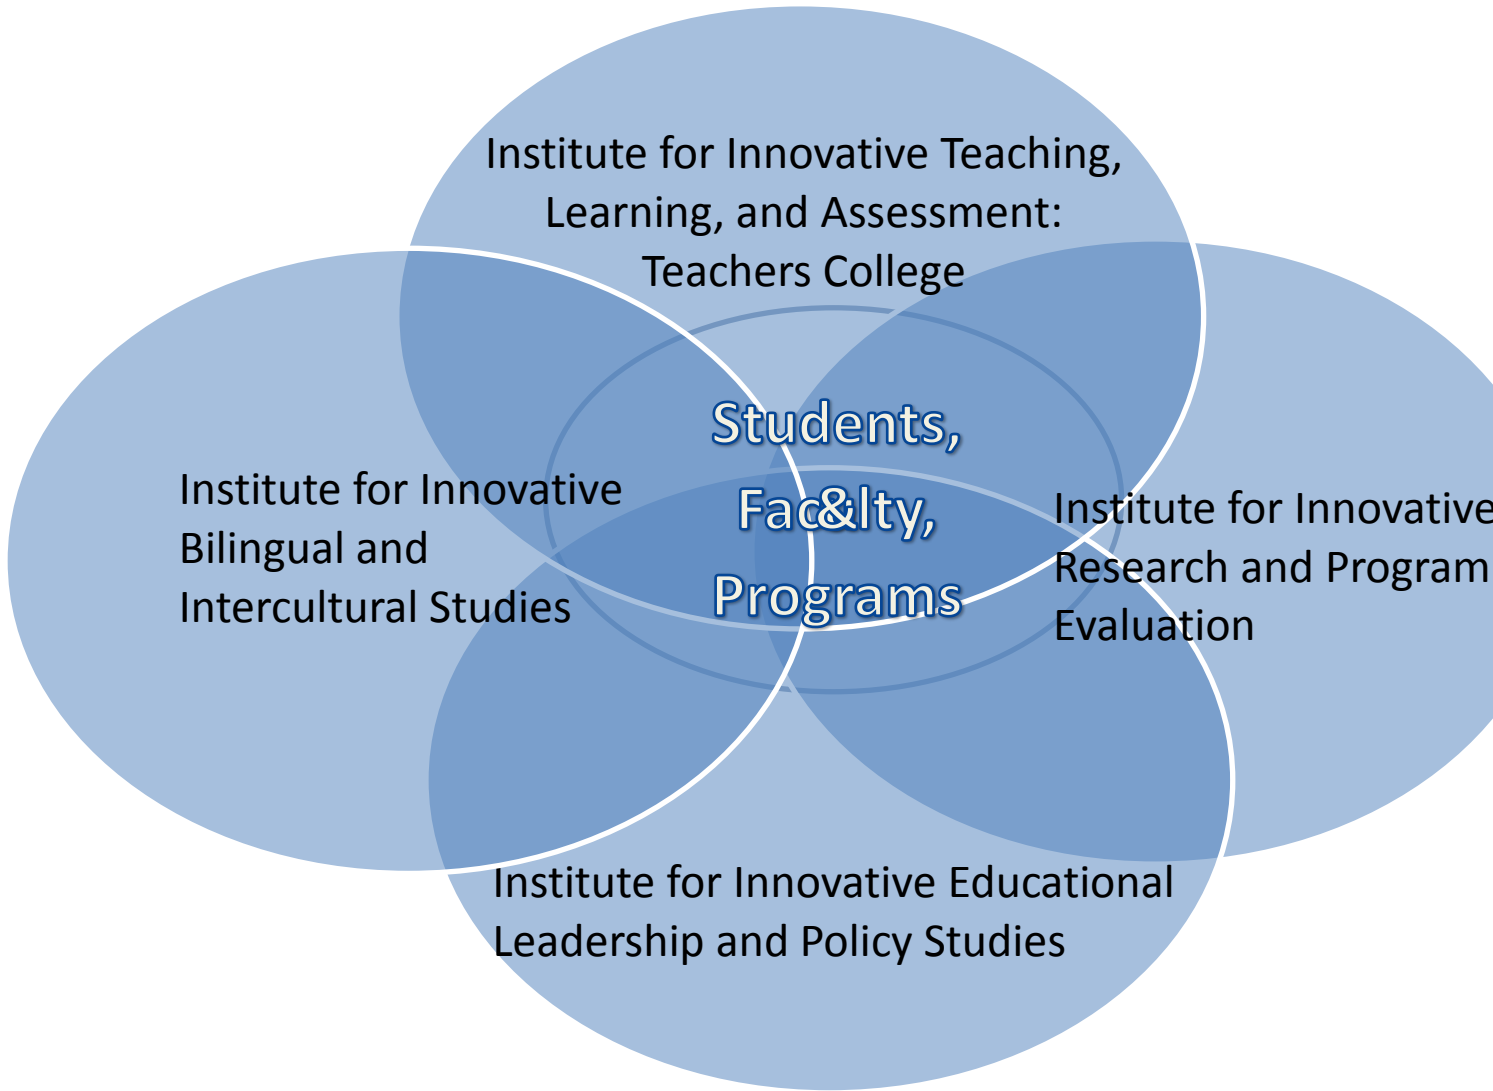 Institute for Innovative Teaching,
Learning, and Assessment:
Teachers College
Students,
Fac&lty,
Programs
Institute for Innovative
Bilingual and
Intercultural Studies
Institute for Innovative
Research and Program
Evaluation
Institute for Innovative Educational
Leadership and Policy Studies